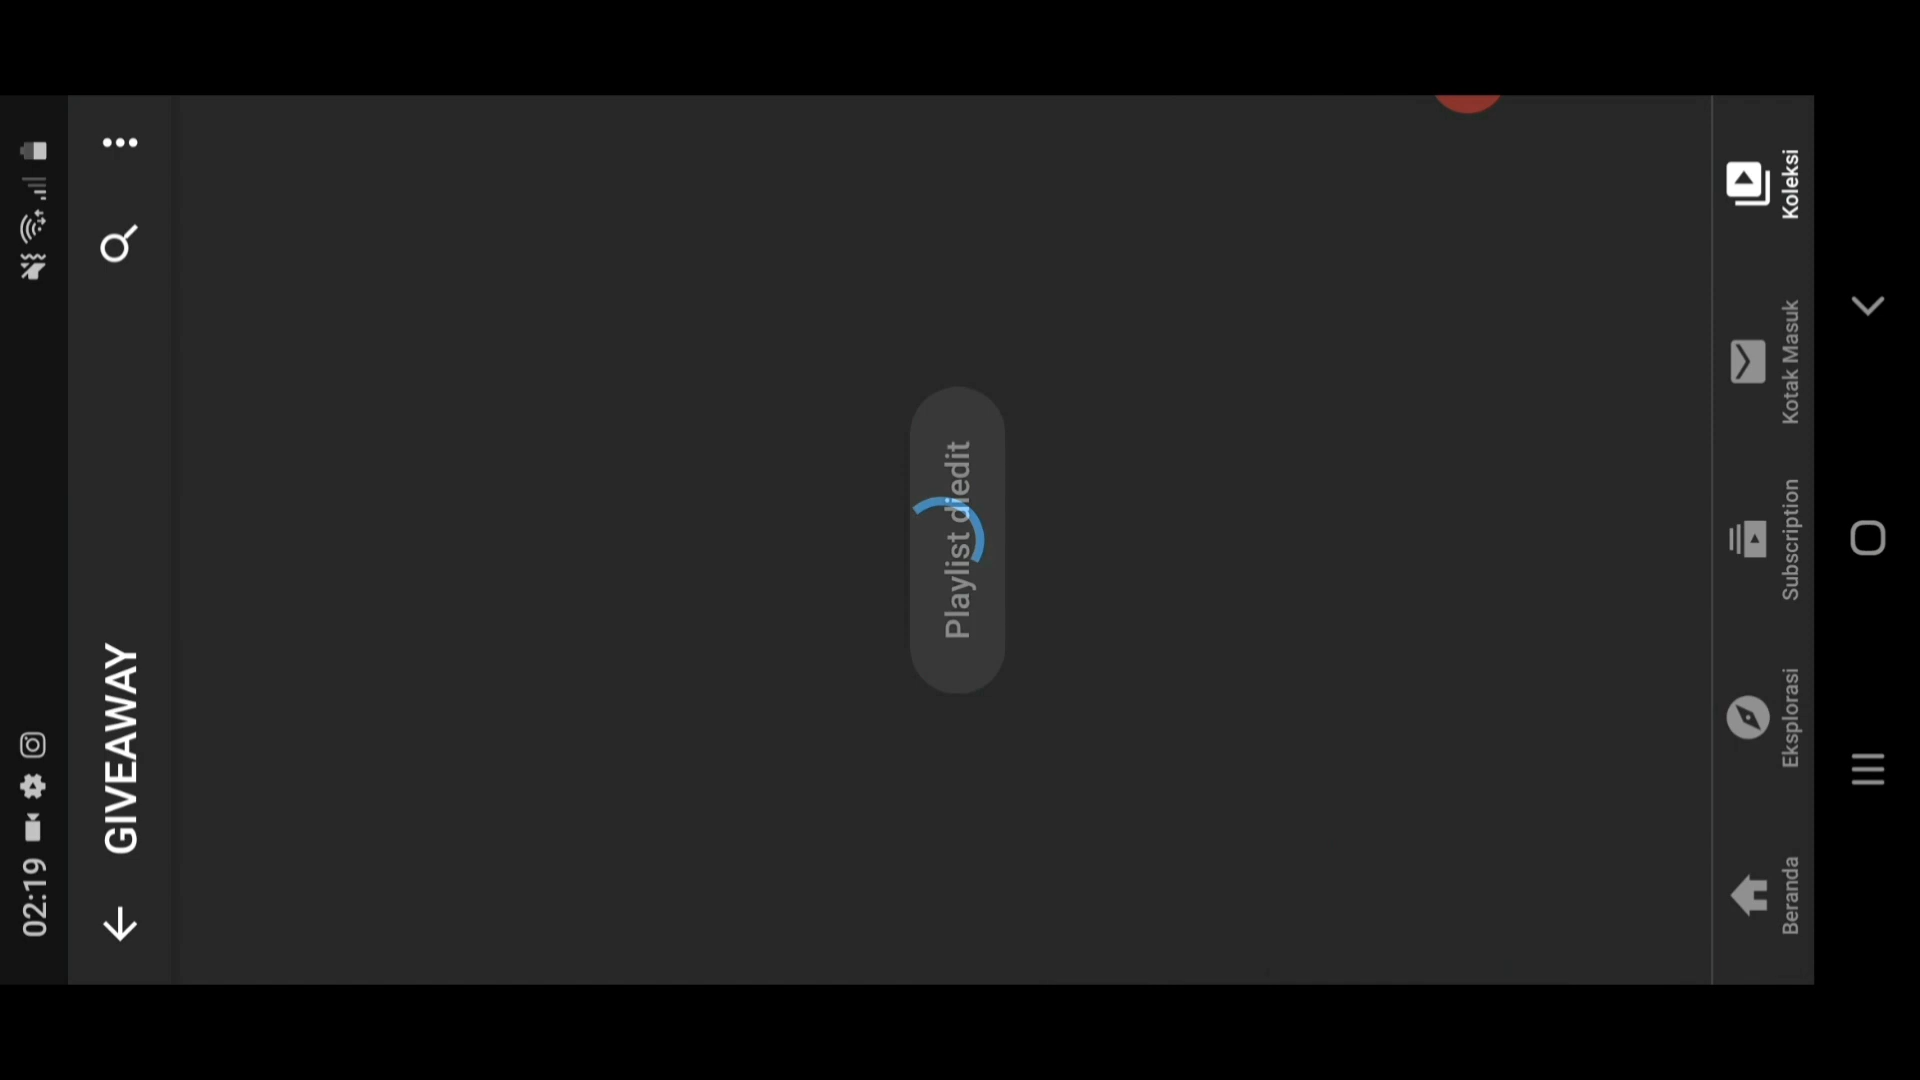 02:19
GIVEAWAY
Playlist diedit
Beranda
Eksplorasi
Subscription
Kotak Masuk
Koleksi